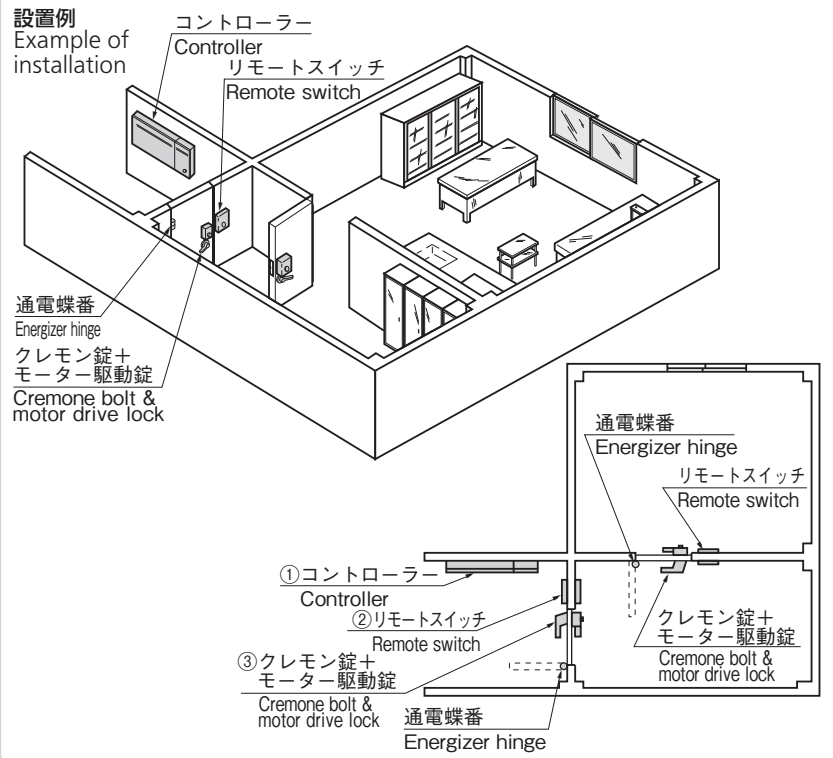 設置例
Example of
installation
コントローラー
Controller
リモートスイッチ
Remote switch
通電蝶番
Energizer hinge
クレモン錠＋
モーター駆動錠
Cremone bolt &
motor drive lock
通電蝶番
Energizer hinge
リモートスイッチ
Remote switch
①コントローラー
Controller
②リモートスイッチ
Remote switch
③クレモン錠＋
モーター駆動錠
Cremone bolt &
motor drive lock
クレモン錠＋
モーター駆動錠
Cremone bolt &
motor drive lock
通電蝶番
Energizer hinge